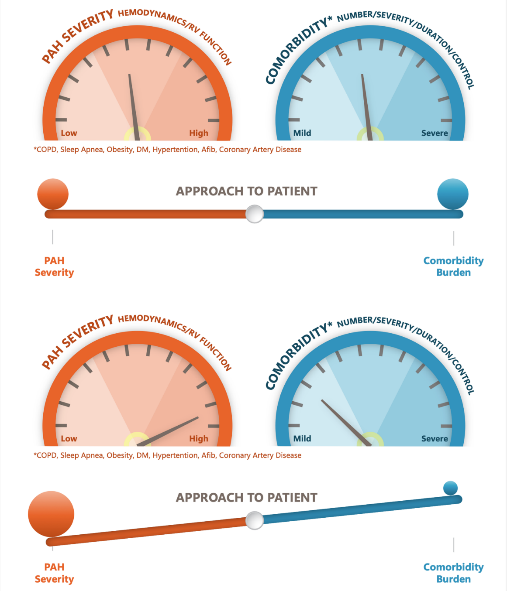 PAH SEVERITY HEMODYNAMICS/RV FUNCTION
COMORBIDITY* NUMBER/SEVERITY/DURATION/CONTROL
Low
High
Mild
Severe
*COPD, Sleep Apnea, Obesity, DM, Hypertention, Afib, Coronary Artery Disease
APPROACH TO PATIENT
PAH
Severity
Comorbidity
Burden
PAH SEVERITY HEMODYNAMICS/RV FUNCTION
COMORBIDITY* NUMBER/SEVERITY/DURATION/CONTROL
Low
High
Mild
Severe
*COPD, Sleep Apnea, Obesity, DM, Hypertention, Afib, Coronary Artery Disease
APPROACH TO PATIENT
PAH
Severity
Comorbidity
Burden